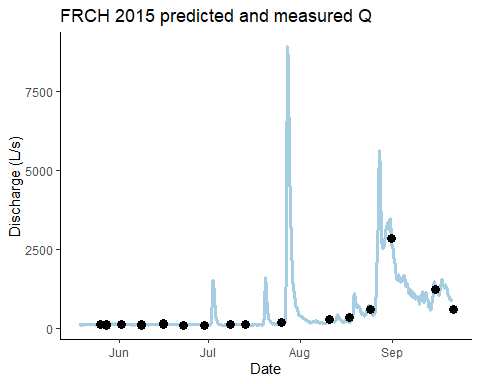 FRCH 2015 predicted and measured Q
Discharge (L/s)
7500
5000
2500
0
Jun Jul Aug Sep
Date